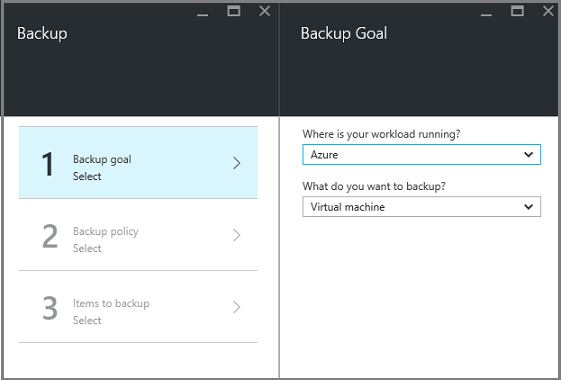 Backup
1
Backup goal
Select
2
Backup policy
Select
3
Items to backup
Select
Backup Goal
Where is your workload running?
Azure
What do you want to backup?
Virtual machine